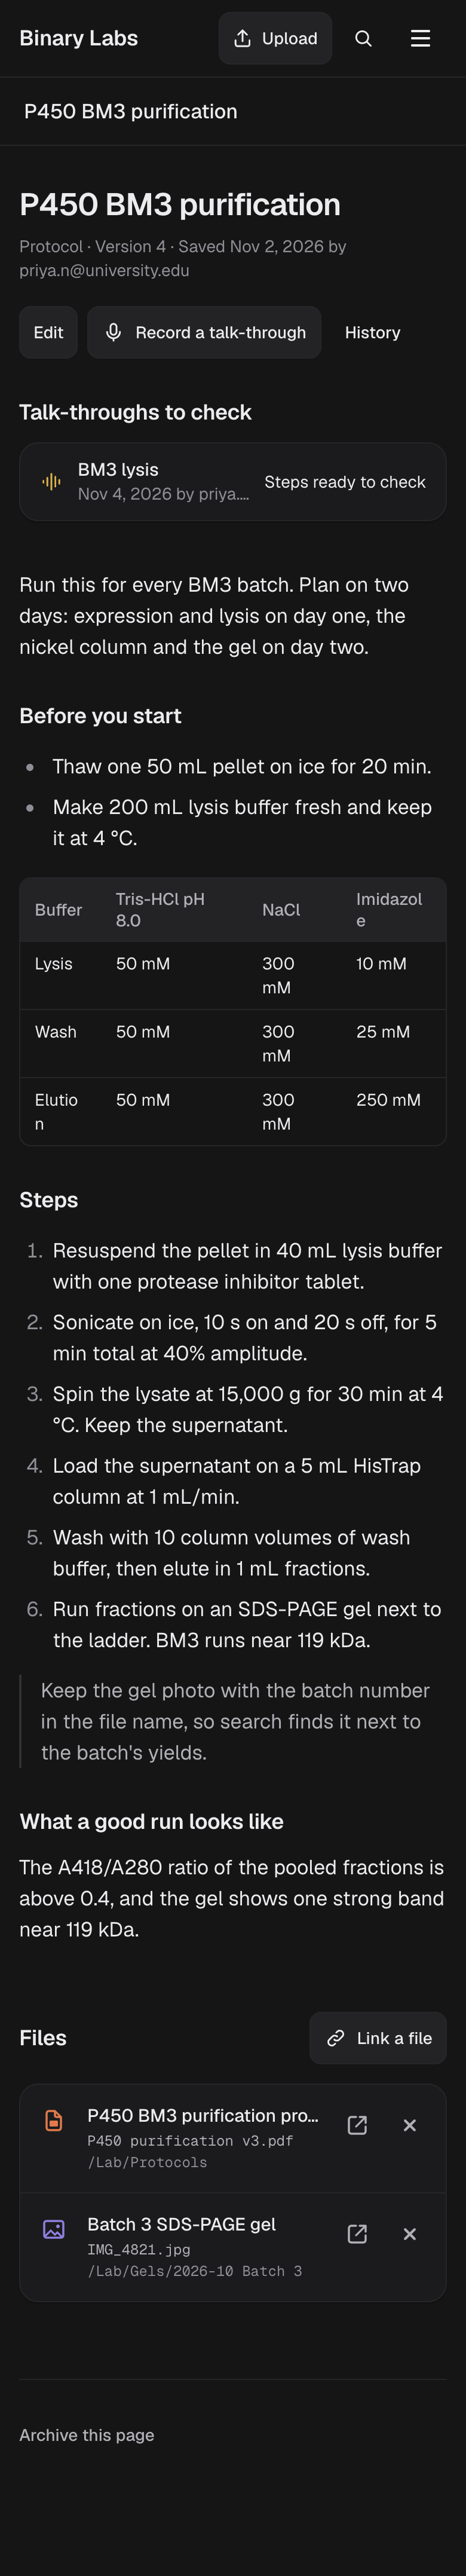 Binary Labs
Upload
P450 BM3 purification
P450 BM3 purification
Protocol · Version 4 · Saved Nov 2, 2026 by
priya.n@university.edu
Edit
Record a talk-through
History
Talk-throughs to check
BM3 lysis
Nov 4, 2026 by priya....
Steps ready to check
Run this for every BM3 batch. Plan on two
days: expression and lysis on day one, the
nickel column and the gel on day two.
Before you start
• Thaw one 50 mL pellet on ice for 20 min.
• Make 200 mL lysis buffer fresh and keep
it at 4 °C.
Buffer
Tris-HCl pH
8.0
NaCl
Imidazol
e
Lysis
50 mM
300
mM
10 mM
Wash
50 mM
300
mM
25 mM
Elutio
n
50 mM
300
mM
250 mM
Steps
1. Resuspend the pellet in 40 mL lysis buffer
with one protease inhibitor tablet.
2. Sonicate on ice, 10 s on and 20 s off, for 5
min total at 40% amplitude.
3. Spin the lysate at 15,000 g for 30 min at 4
°C. Keep the supernatant.
4. Load the supernatant on a 5 mL HisTrap
column at 1 mL/min.
5. Wash with 10 column volumes of wash
buffer, then elute in 1 mL fractions.
6. Run fractions on an SDS-PAGE gel next to
the ladder. BM3 runs near 119 kDa.
Keep the gel photo with the batch number
in the file name, so search finds it next to
the batch's yields.
What a good run looks like
The A418/A280 ratio of the pooled fractions is
above 0.4, and the gel shows one strong band
near 119 kDa.
Files
Link a file
P450 BM3 purification pro...
P450 purification v3.pdf
/Lab/Protocols
Batch 3 SDS-PAGE gel
IMG_4821.jpg
/Lab/Gels/2026-10 Batch 3
Archive this page